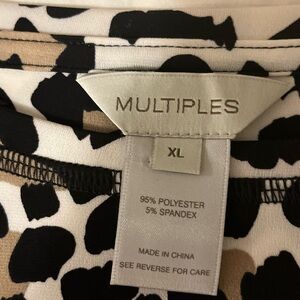 MULTIPLES
XL
95% POLYESTER
5% SPANDEX
MADE IN CHINA
SEE REVERSE FOR CARE